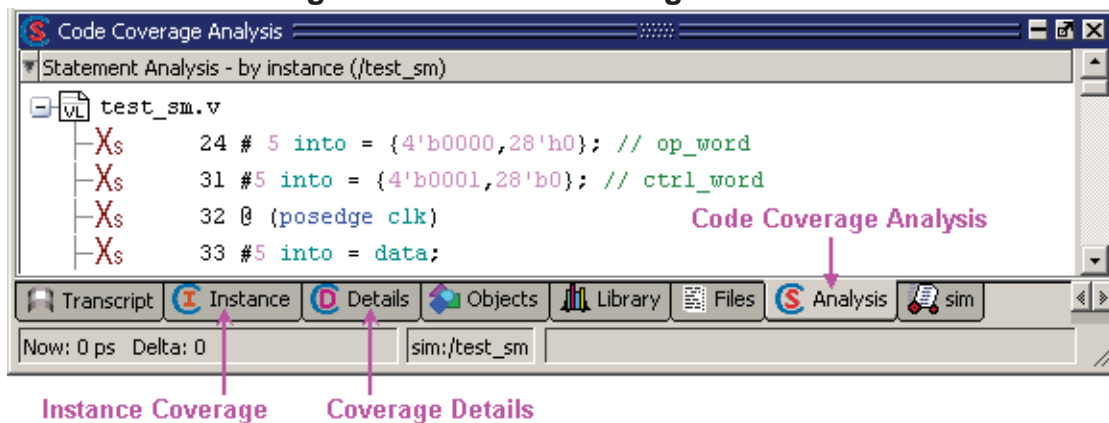 Code Coverage Analysis
Statement Analysis - by instance (/test_sm)
VL test_sm.v
Xs 24 # 5 into = {4'b0000,28'h0}; // op_word
Xs 31 #5 into = {4'b0001,28'b0}; // ctrl_word
Xs 32 @ (posedge clk)
Code Coverage Analysis
Xs 33 #5 into = data;
Transcript Instance Details Objects Library Files Analysis sim
Now: 0 ps Delta: 0 sim:/test_sm
Instance Coverage Coverage Details